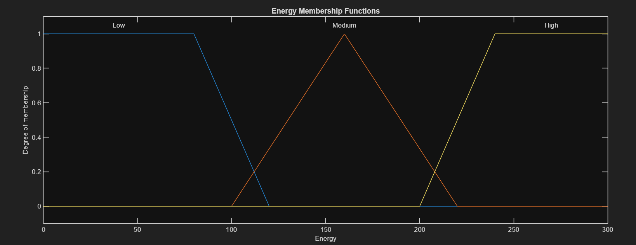 Energy Membership Functions
Low Medium High
1
0.8
0.6
0.4
0.2
0
Degree of membership
0 50 100 150 200 250 300
Energy